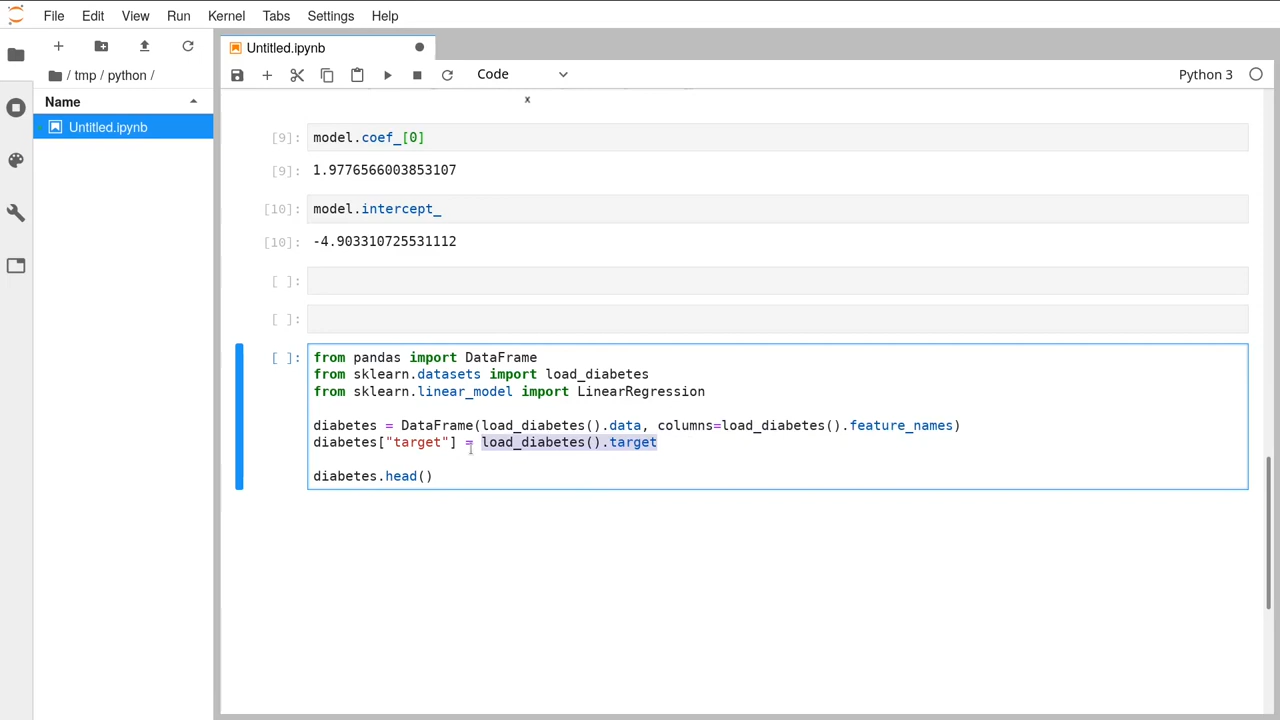 File Edit View Run Kernel Tabs Settings Help
/ tmp / python /
Name
Untitled.ipynb
Untitled.ipynb
Code
Python 3
x
[9]: model.coef_[0]
[9]: 1.9776566003853107
[10]: model.intercept_
[10]: -4.903310725531112
[ ]:
[ ]:
[ ]: from pandas import DataFrame
from sklearn.datasets import load_diabetes
from sklearn.linear_model import LinearRegression
diabetes = DataFrame(load_diabetes().data, columns=load_diabetes().feature_names)
diabetes["target"] = load_diabetes().target
diabetes.head()